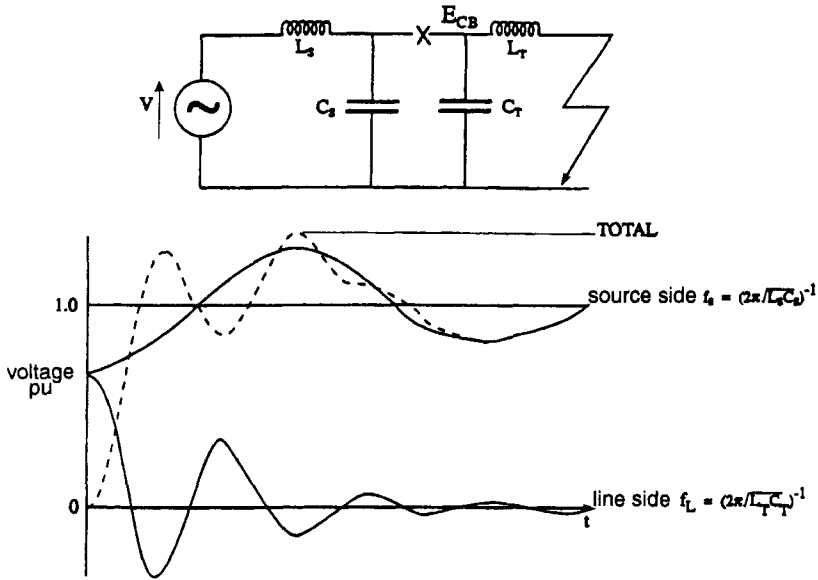 E_CB
L_s
L_T
V
~
C_s
C_T
TOTAL
1.0
source side f_s = (2π√L_sC_s)^-1
voltage
pu
0
line side f_L = (2π√L_TC_T)^-1
t